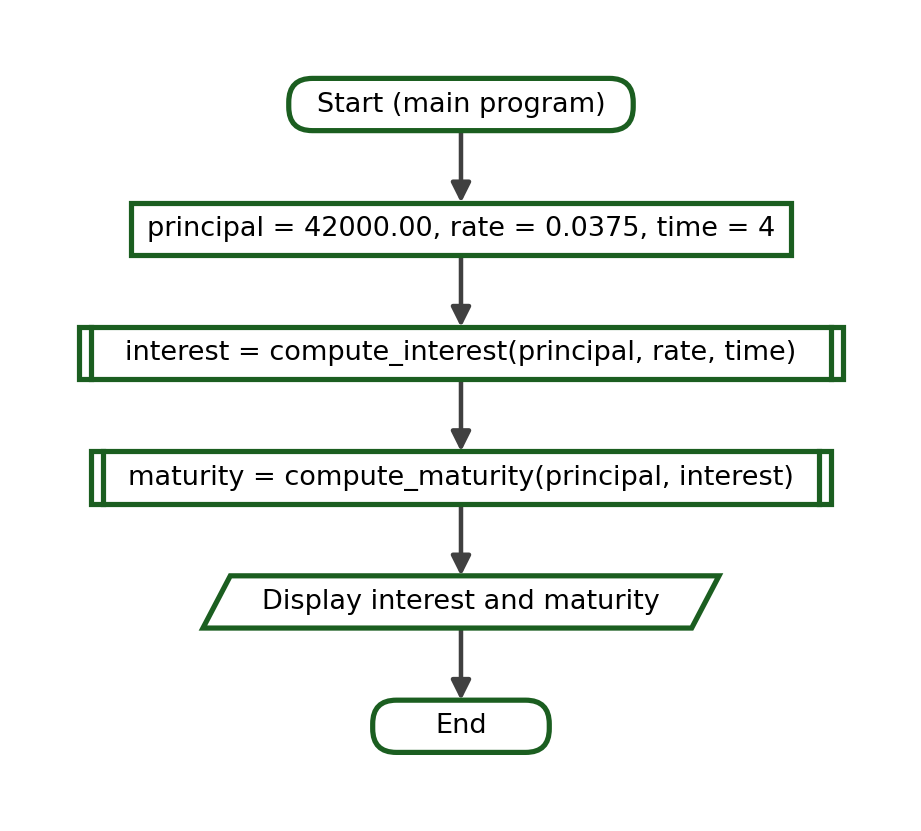 Start (main program)
principal = 42000.00, rate = 0.0375, time = 4
interest = compute_interest(principal, rate, time)
maturity = compute_maturity(principal, interest)
Display interest and maturity
End